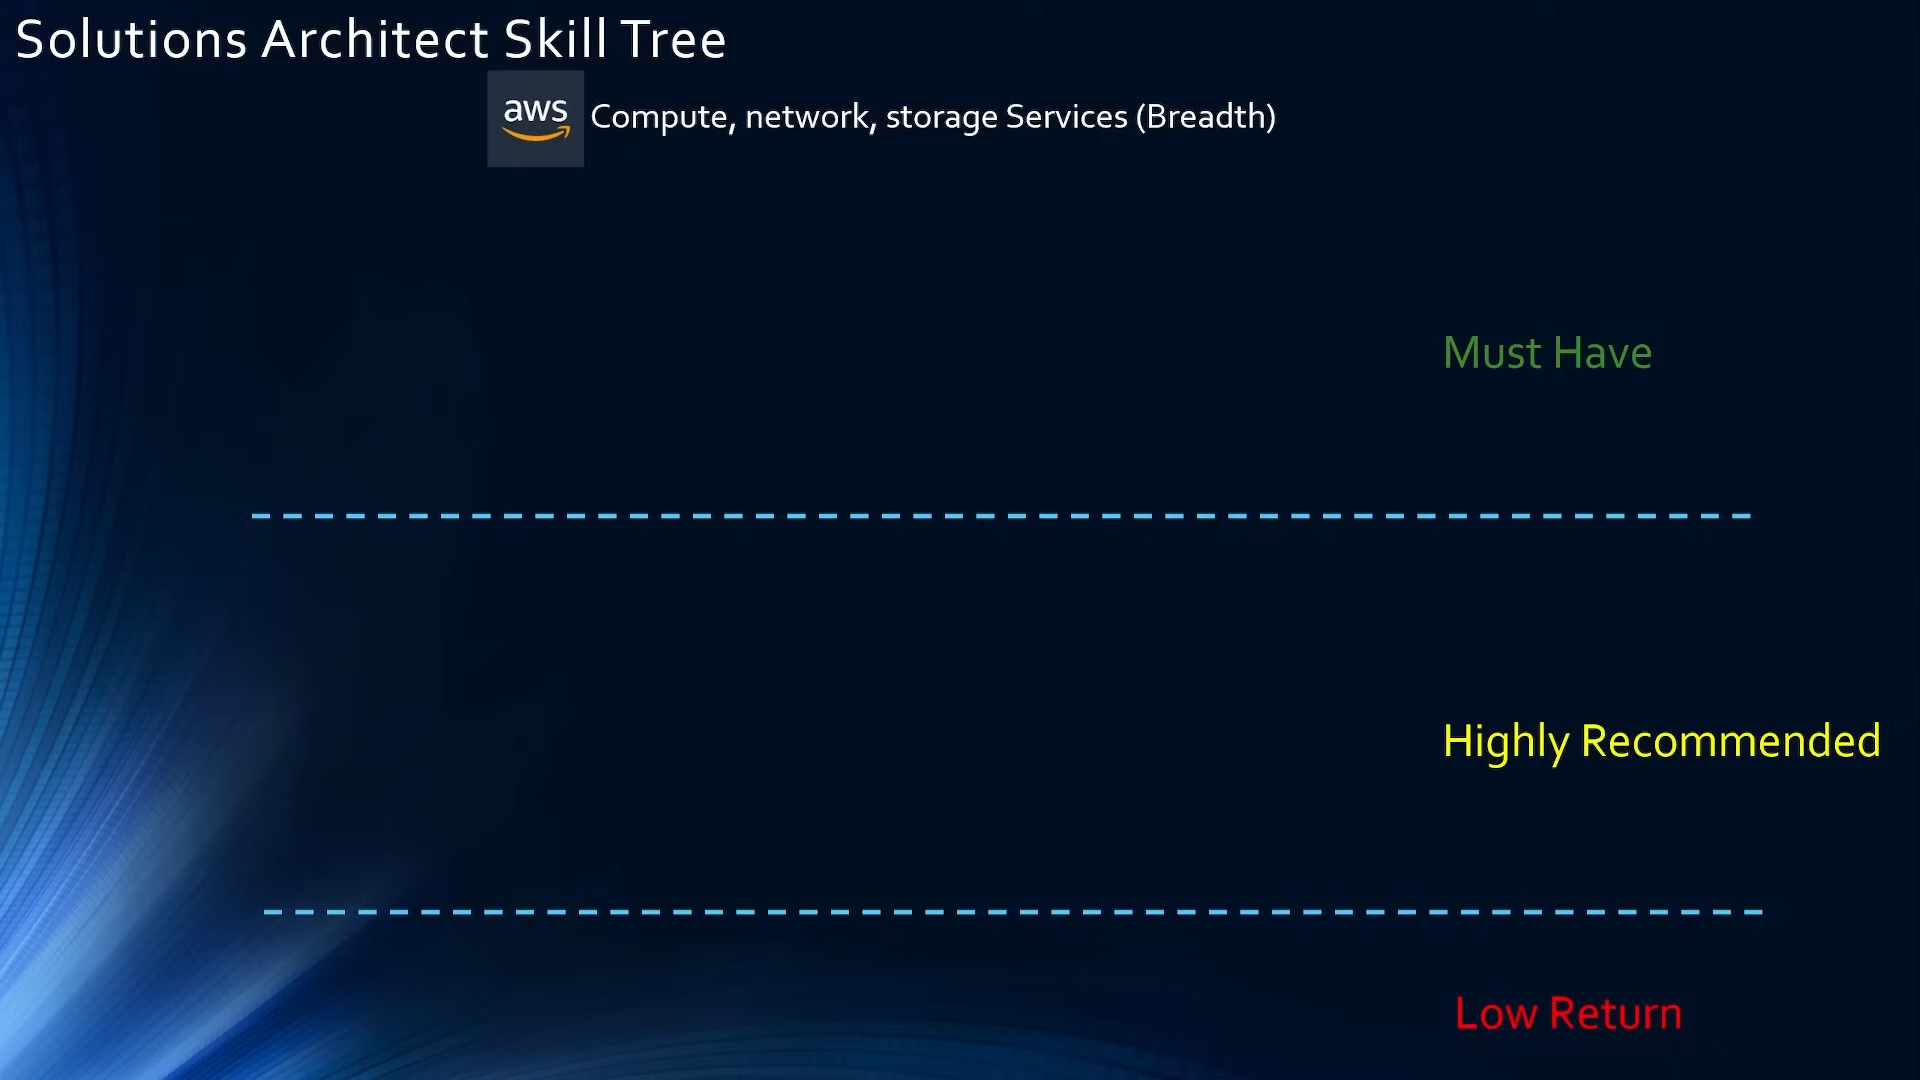 Solutions Architect Skill Tree
aws
Compute, network, storage Services (Breadth)
Must Have
Highly Recommended
Low Return